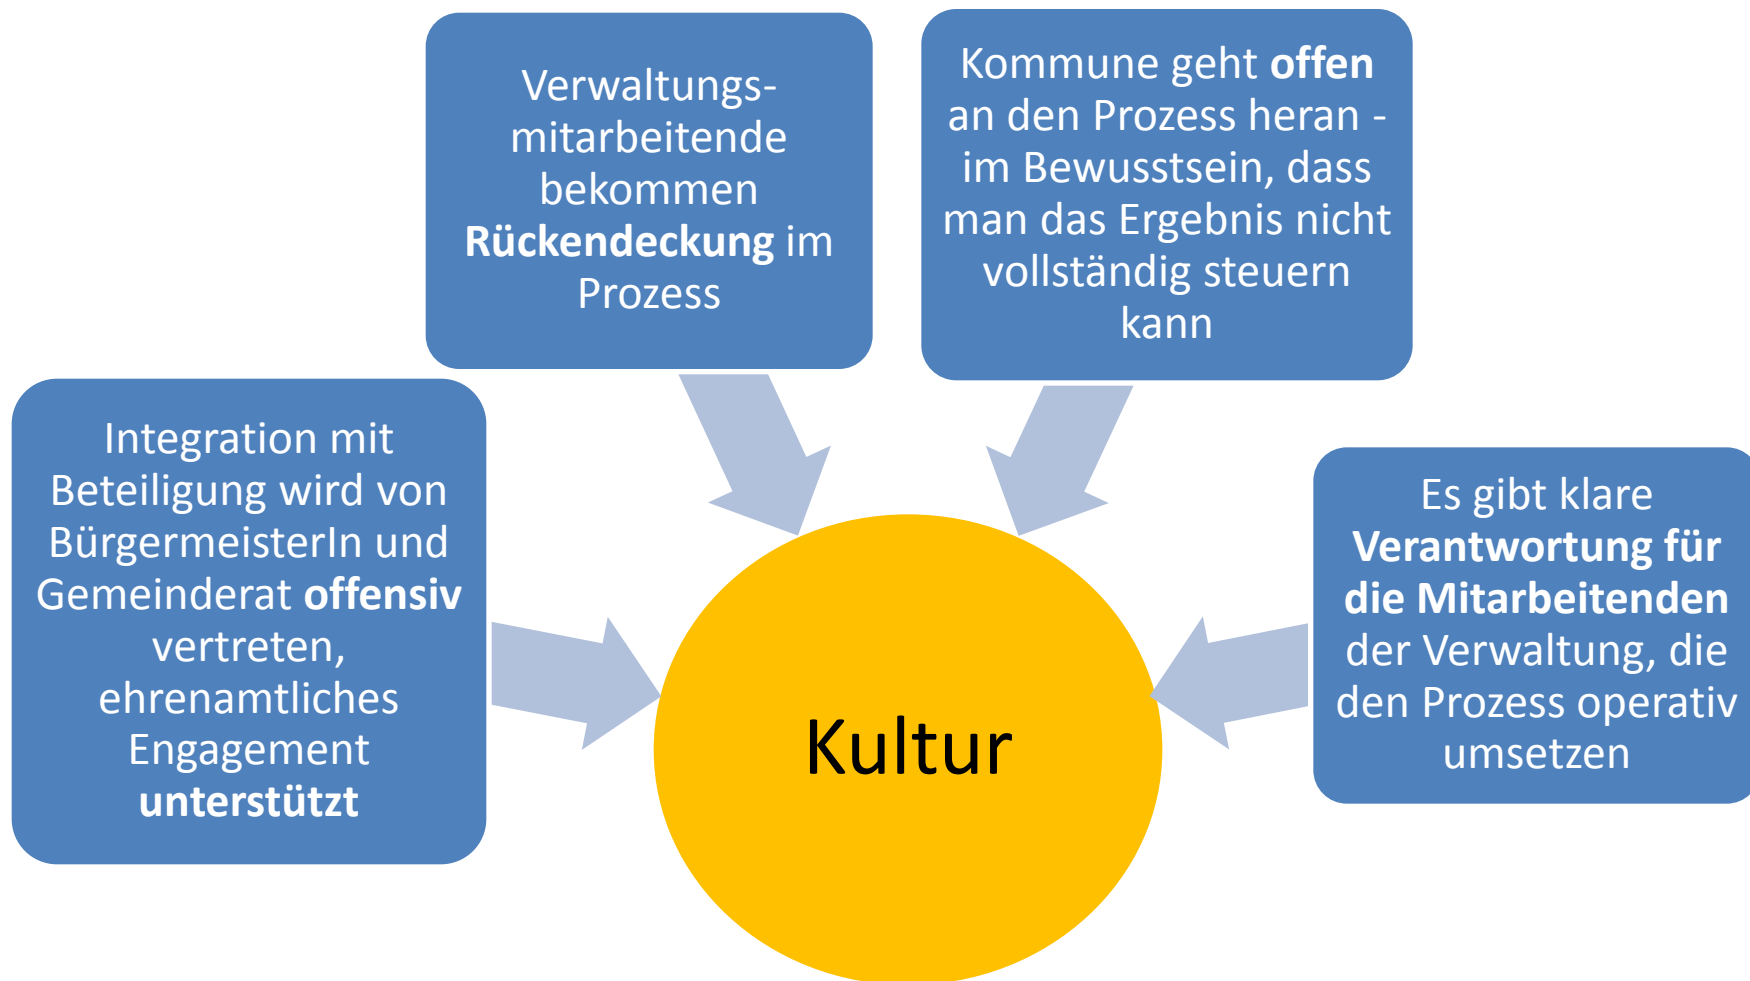 Verwaltungs-
mitarbeitende
bekommen
Rückendeckung im
Prozess
Kommune geht offen
an den Prozess heran -
im Bewusstsein, dass
man das Ergebnis nicht
vollständig steuern
kann
Integration mit
Beteiligung wird von
BürgermeisterIn und
Gemeinderat offensiv
vertreten,
ehrenamtliches
Engagement
unterstützt
Es gibt klare
Verantwortung für
die Mitarbeitenden
der Verwaltung, die
den Prozess operativ
umsetzen
Kultur